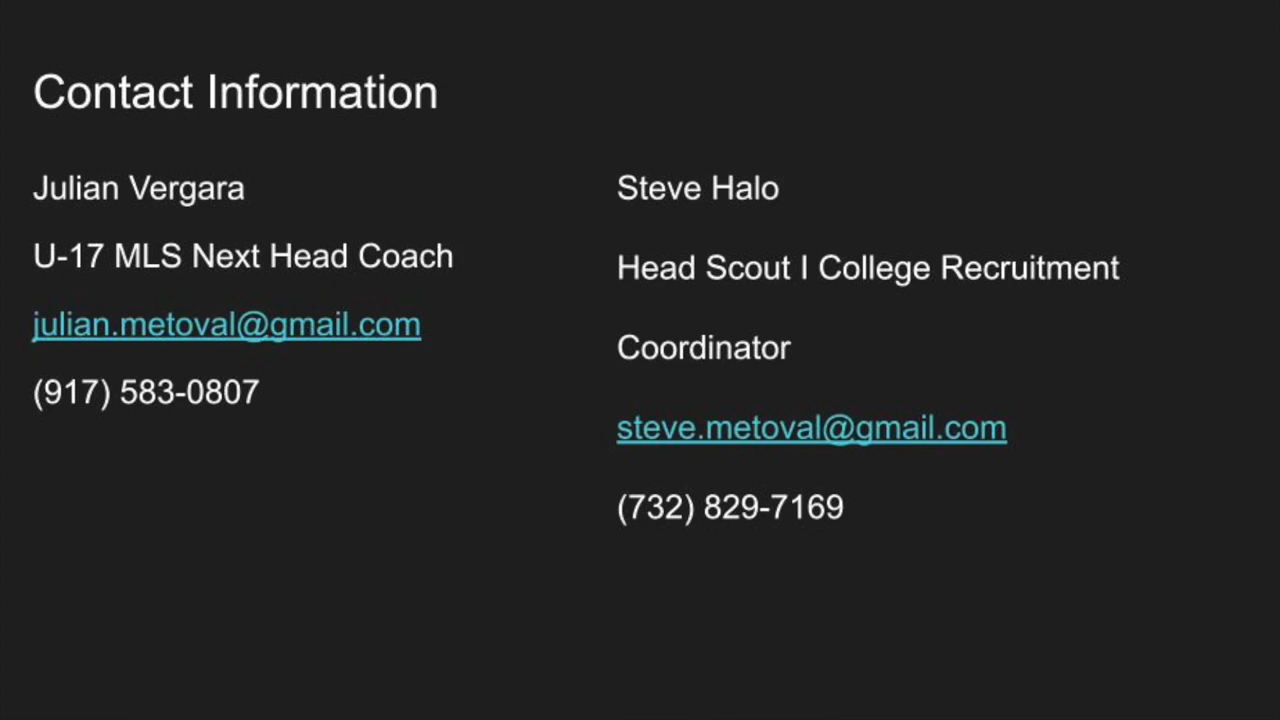 Contact Information
Julian Vergara
U-17 MLS Next Head Coach
julian.metoval@gmail.com
(917) 583-0807
Steve Halo
Head Scout I College Recruitment
Coordinator
steve.metoval@gmail.com
(732) 829-7169